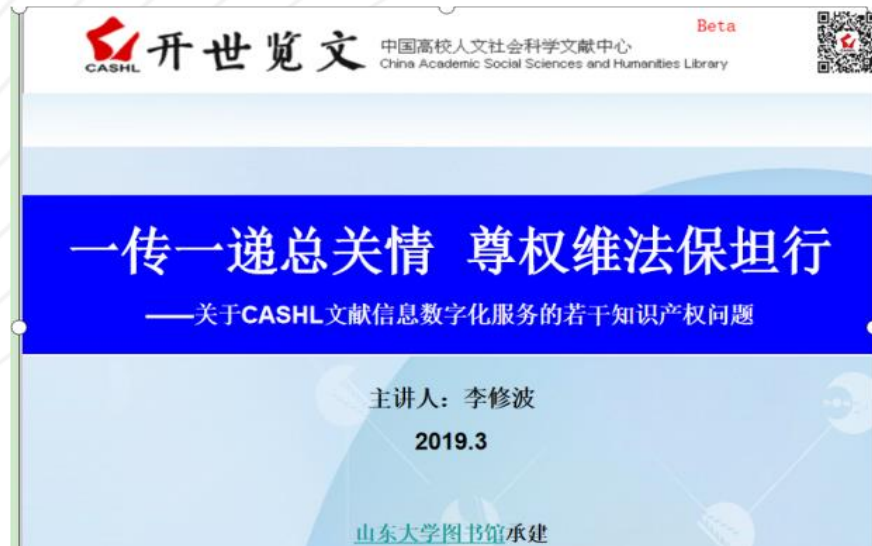 Beta
CASHL 开世览文 中国高校人文社会科学文献中心
China Academic Social Sciences and Humanities Library
一传一递总关情 尊权维法保坦行
——关于CASHL文献信息数字化服务的若干知识产权问题
主讲人：李修波
2019.3
山东大学图书馆承建